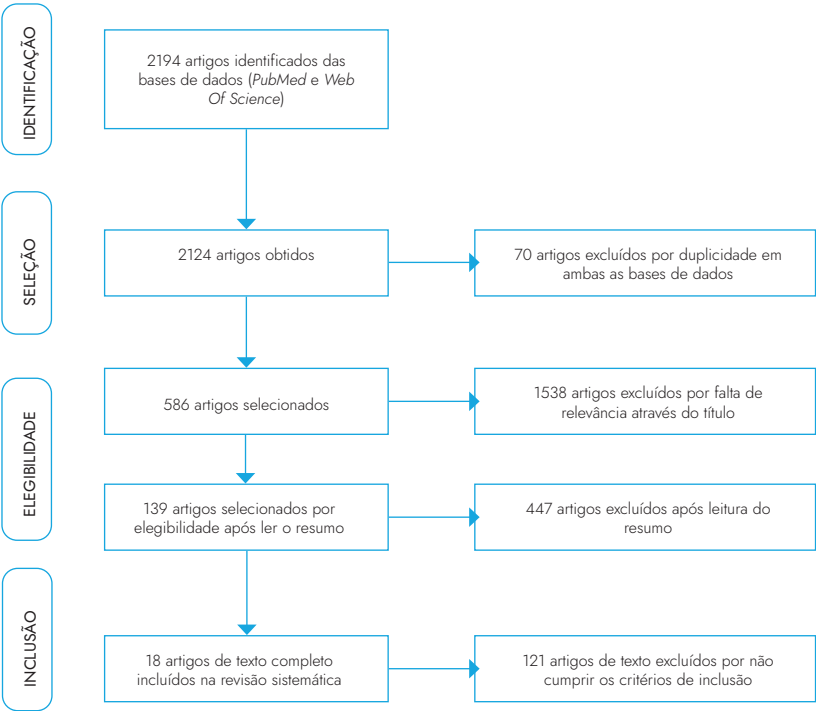 IDENTIFICAÇÃO
2194 artigos identificados das
bases de dados (PubMed e Web
Of Science)
SELEÇÃO
2124 artigos obtidos
70 artigos excluídos por duplicidade em
ambas as bases de dados
ELEGIBILIDADE
586 artigos selecionados
1538 artigos excluídos por falta de
relevância através do título
139 artigos selecionados por
elegibilidade após ler o resumo
447 artigos excluídos após leitura do
resumo
INCLUSÃO
18 artigos de texto completo
incluídos na revisão sistemática
121 artigos de texto excluídos por não
cumprir os critérios de inclusão